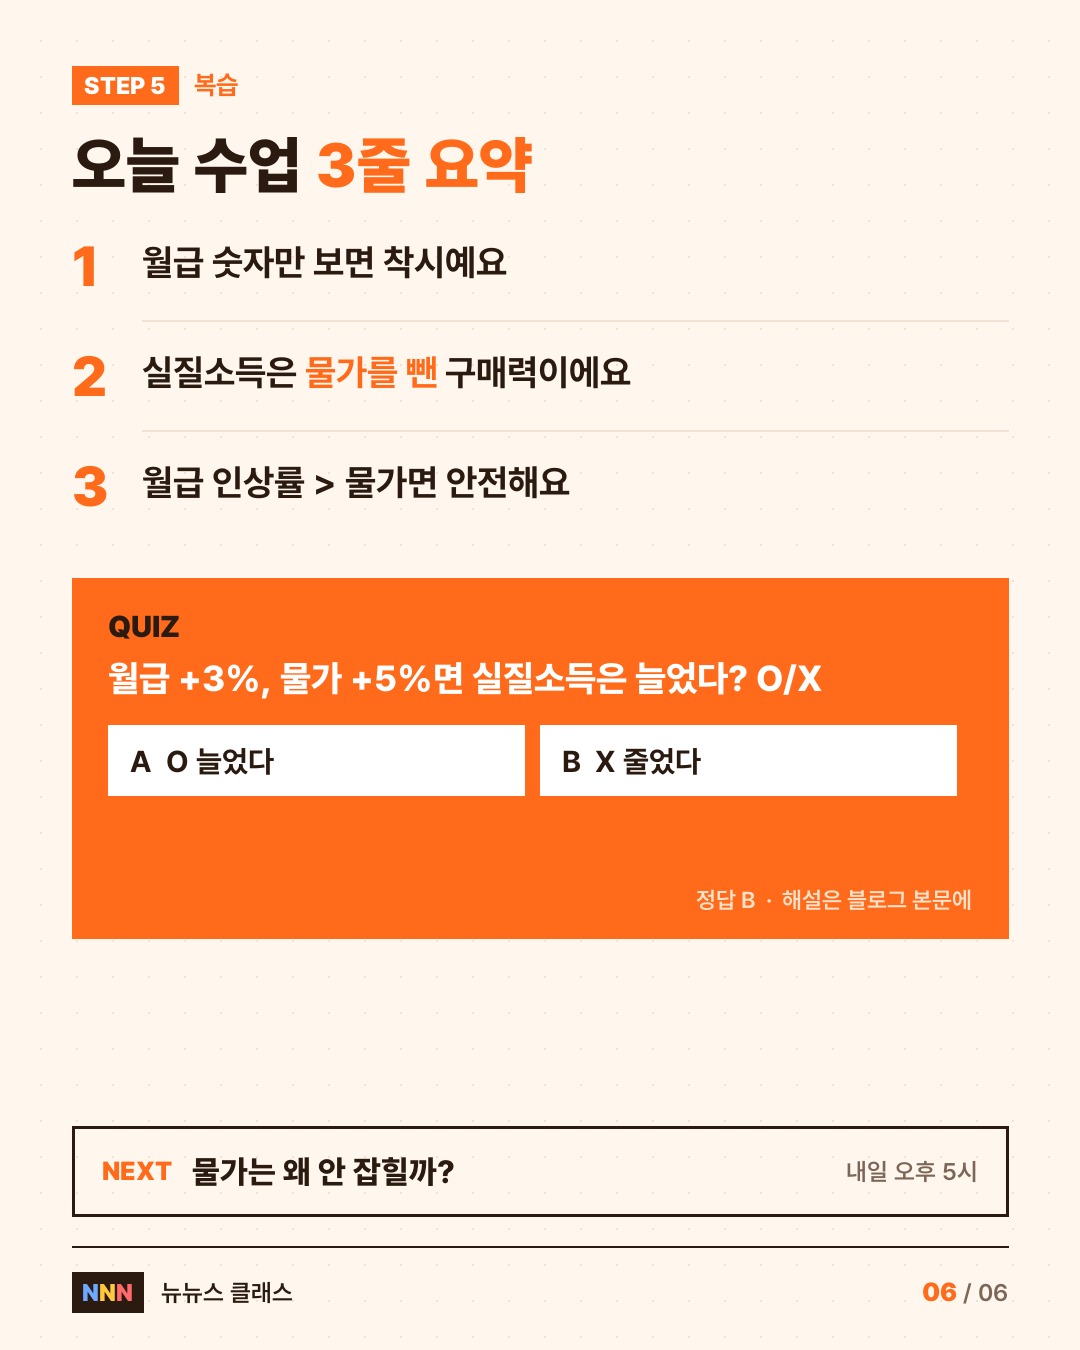 STEP 5 복습
오늘 수업 3줄 요약
1 월급 숫자만 보면 착시예요
2 실질소득은 물가를 뺀 구매력이에요
3 월급 인상률 > 물가면 안전해요
QUIZ
월급 +3%, 물가 +5%면 실질소득은 늘었다? O/X
A O 늘었다
B X 줄었다
정답 B · 해설은 블로그 본문에
NEXT 물가는 왜 안 잡힐까? 내일 오후 5시
NNN 뉴뉴스 클래스 06 / 06